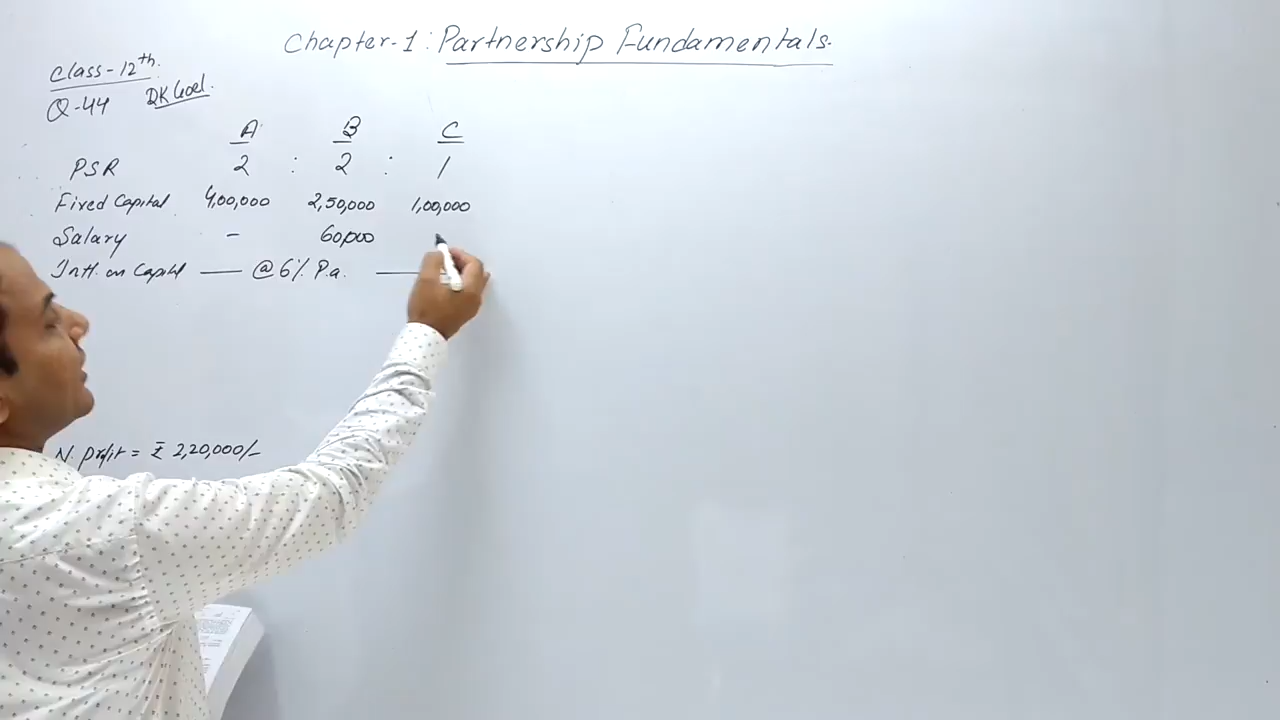 Chapter-1: Partnership Fundamentals.
Class-12th.
Q-44 DK Goel.
A B C
PSR 2 : 2 : 1
Fixed Capital 4,00,000 2,50,000 1,00,000
Salary - 60,000
Intt. on Capital — @ 6% P.a. —
N. profit = ₹ 2,20,000/-